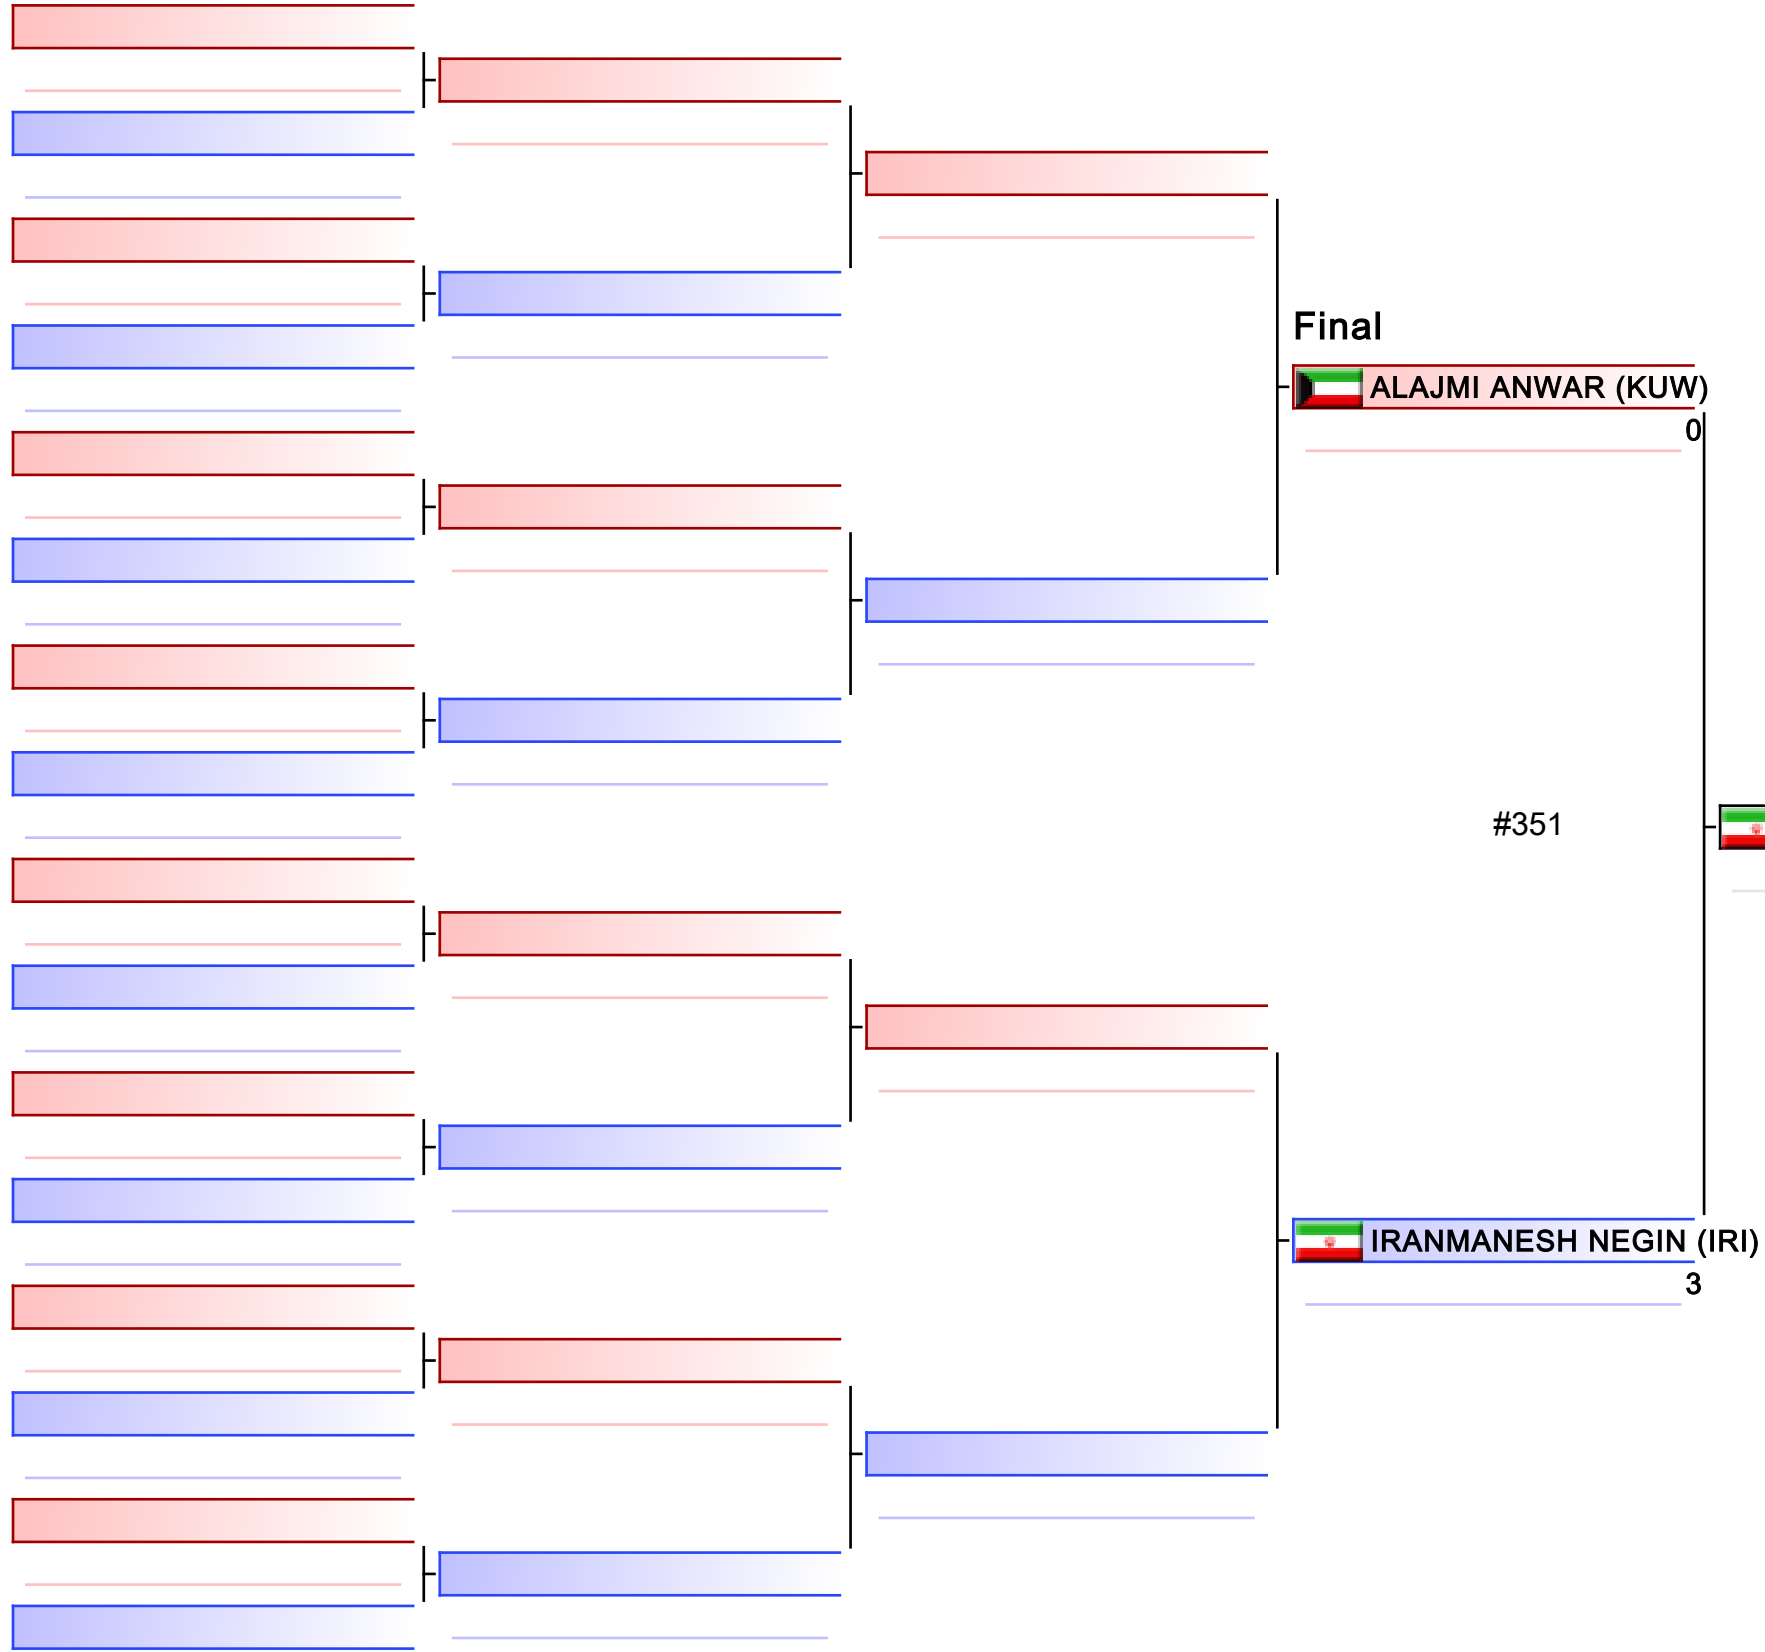 Final
ALAJMI ANWAR (KUW)
0
#351
IRANMANESH NEGIN (IRI)
3